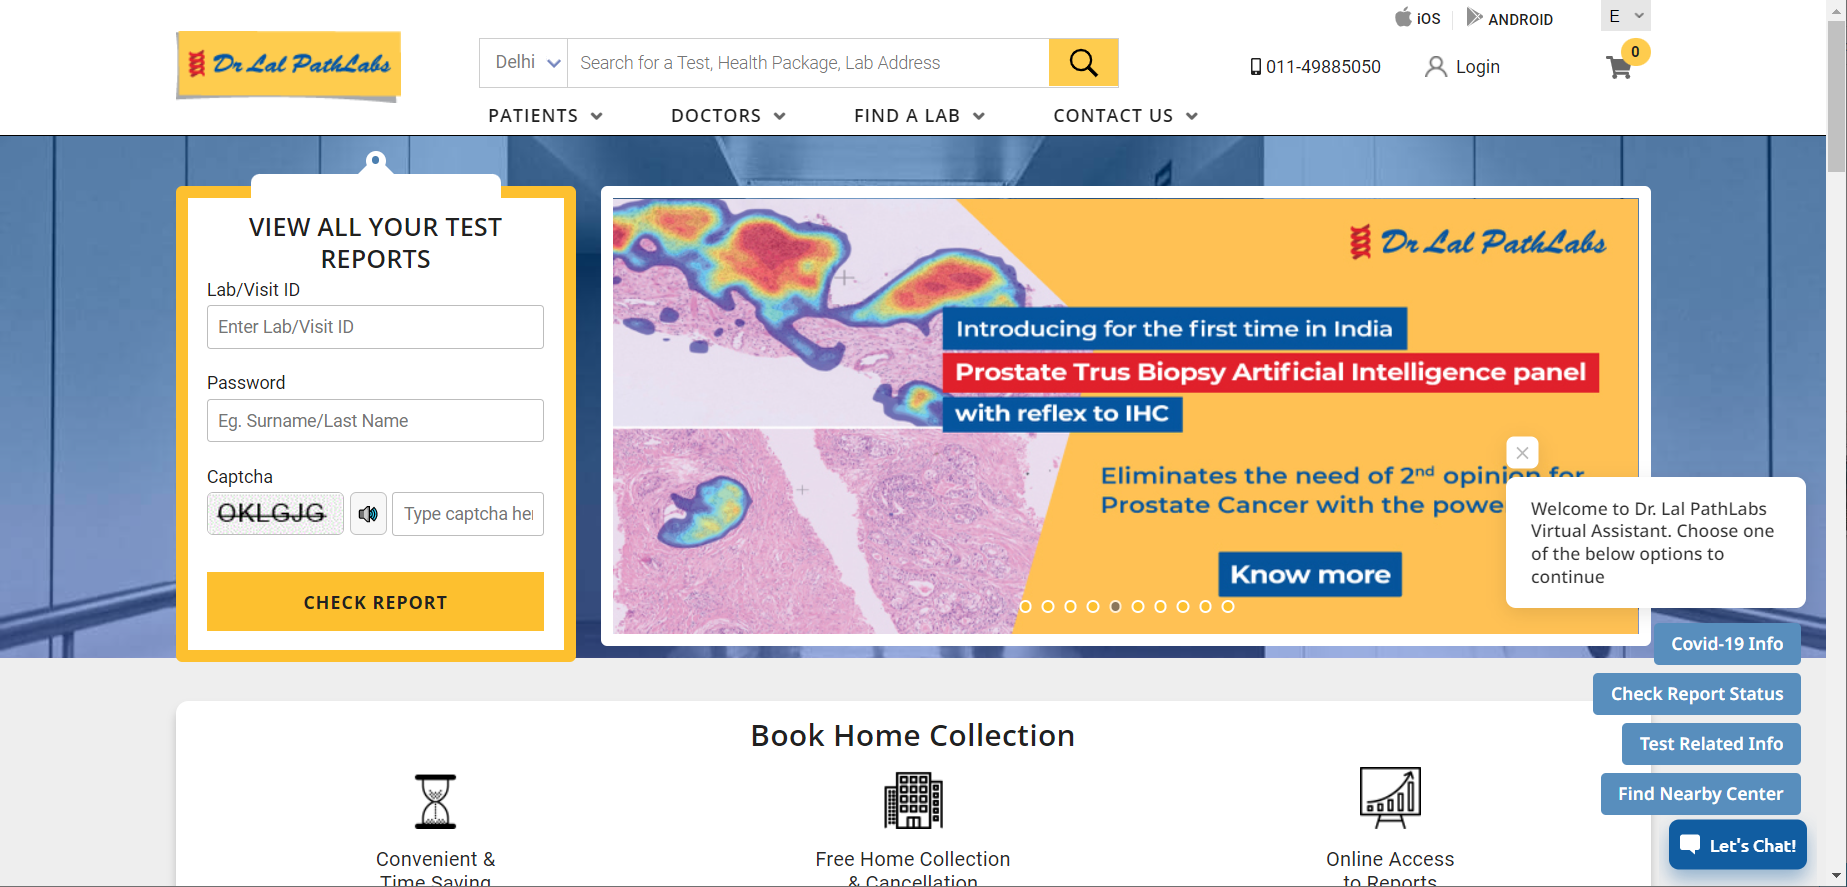 iOS
ANDROID
E
Dr Lal PathLabs
Delhi
Search for a Test, Health Package, Lab Address
011-49885050
Login
0
PATIENTS
DOCTORS
FIND A LAB
CONTACT US
VIEW ALL YOUR TEST
REPORTS
Lab/Visit ID
Enter Lab/Visit ID
Password
Eg. Surname/Last Name
Captcha
OKLGJG
Type captcha her
CHECK REPORT
Dr Lal PathLabs
Introducing for the first time in India
Prostate Trus Biopsy Artificial Intelligence panel
with reflex to IHC
Eliminates the need of 2nd opinion for
Prostate Cancer with the powe
Know more
Welcome to Dr. Lal PathLabs
Virtual Assistant. Choose one
of the below options to
continue
Covid-19 Info
Check Report Status
Test Related Info
Find Nearby Center
Let's Chat!
Book Home Collection
Convenient &
Time Saving
Free Home Collection
& Cancellation
Online Access
to Reports